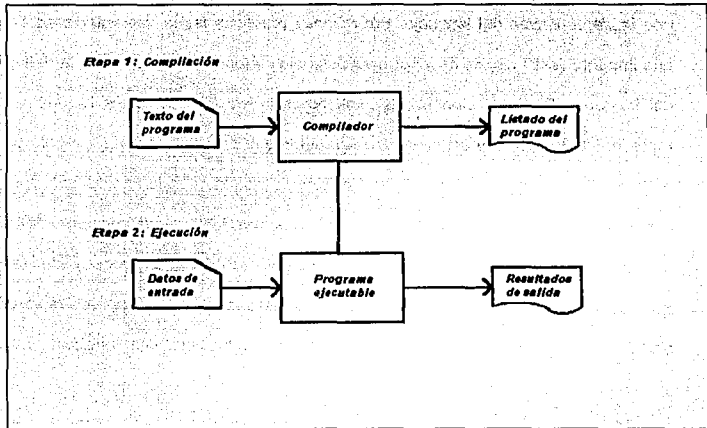 Etapa 1: Compilación
Texto del
programa
Compilador
Listado del
programa
Etapa 2: Ejecución
Datos de
entrada
Programa
ejecutable
Resultados
de salida